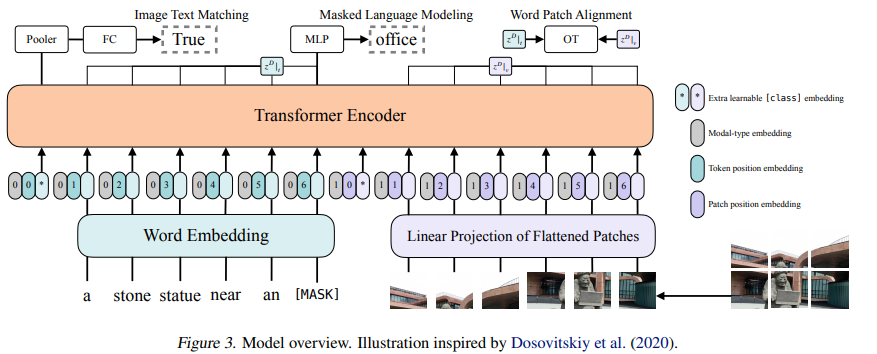 Image Text Matching
Masked Language Modeling
Word Patch Alignment
Pooler
FC
True
MLP
office
z^D|_t
OT
z^D|_v
z^D|_t
z^D|_v
Transformer Encoder
0 0 * 0 1 0 2 0 3 0 4 0 5 0 6 1 0 * 1 1 1 2 1 3 1 4 1 5 1 6
Word Embedding
Linear Projection of Flattened Patches
a stone statue near an [MASK]
* * Extra learnable [class] embedding
Modal-type embedding
Token position embedding
Patch position embedding
Figure 3. Model overview. Illustration inspired by Dosovitskiy et al. (2020).